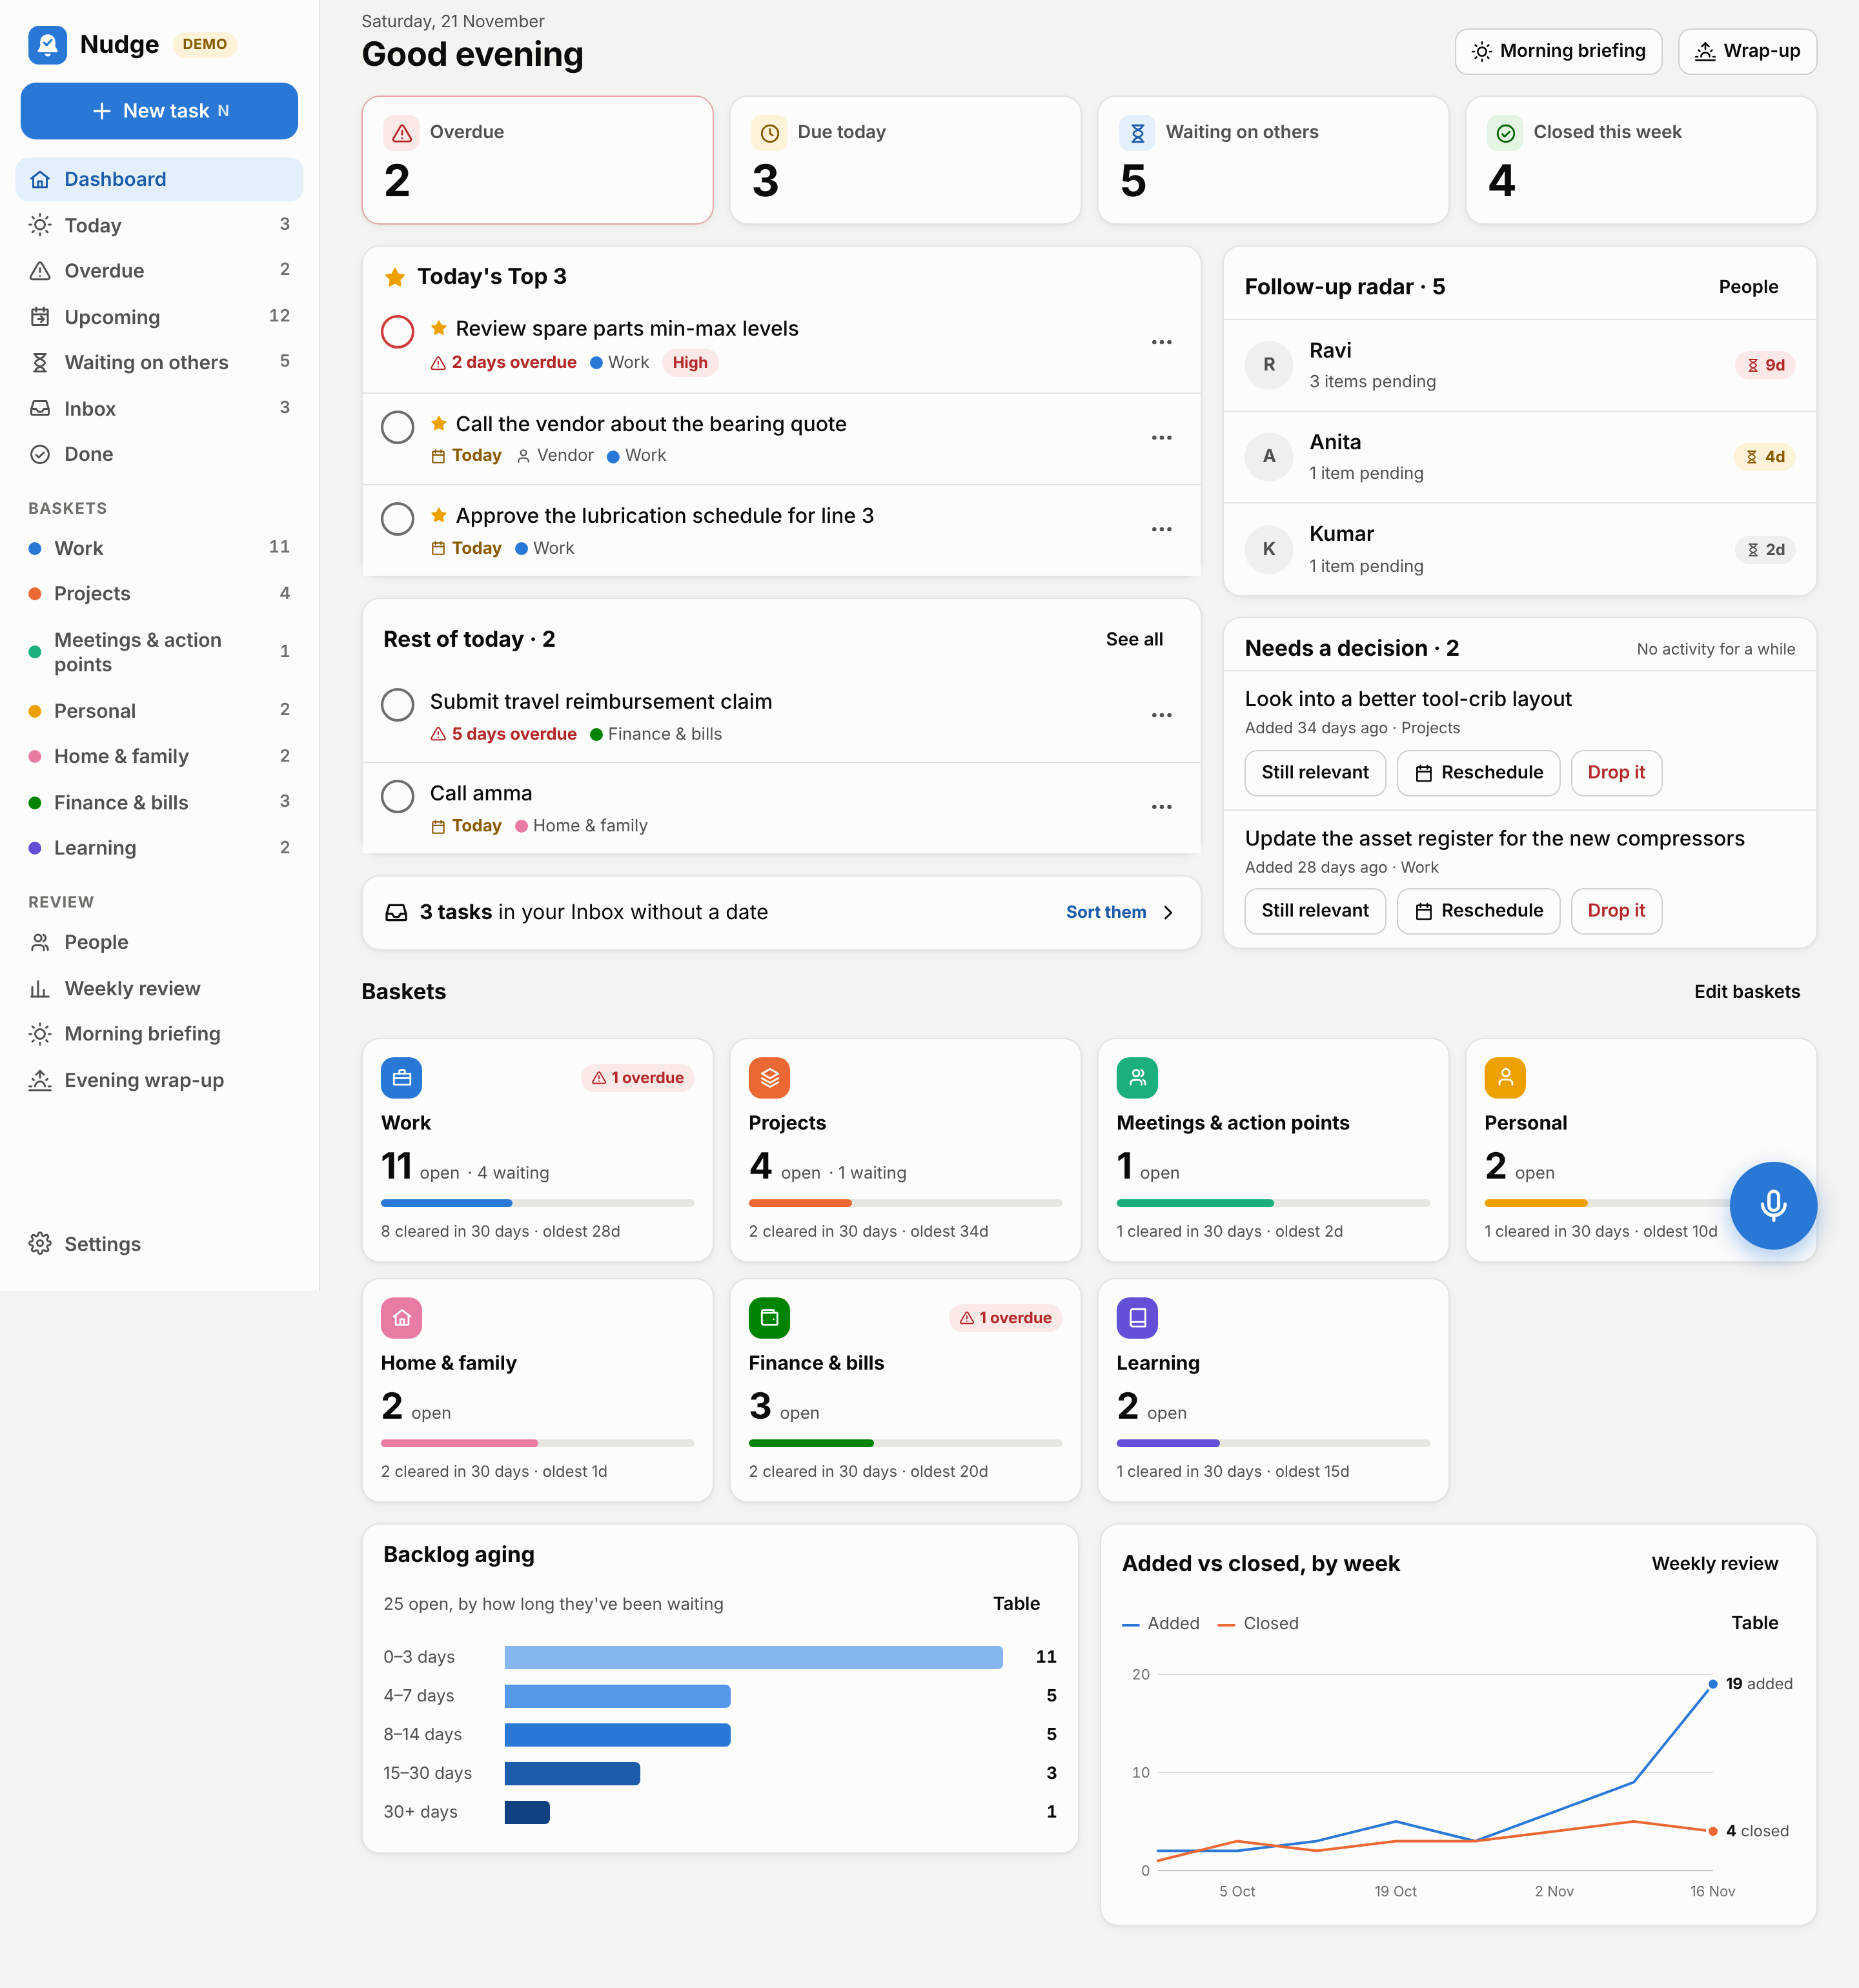 Nudge DEMO
New task N
Dashboard
Today 3
Overdue 2
Upcoming 12
Waiting on others 5
Inbox 3
Done
BASKETS
Work 11
Projects 4
Meetings & action
points 1
Personal 2
Home & family 2
Finance & bills 3
Learning 2
REVIEW
People
Weekly review
Morning briefing
Evening wrap-up
Settings
Saturday, 21 November
Good evening
Morning briefing Wrap-up
Overdue
2
Due today
3
Waiting on others
5
Closed this week
4
Today's Top 3
Review spare parts min-max levels
2 days overdue Work High
Call the vendor about the bearing quote
Today Vendor Work
Approve the lubrication schedule for line 3
Today Work
Rest of today · 2 See all
Submit travel reimbursement claim
5 days overdue Finance & bills
Call amma
Today Home & family
3 tasks in your Inbox without a date Sort them
Follow-up radar · 5 People
R Ravi 9d
3 items pending
A Anita 4d
1 item pending
K Kumar 2d
1 item pending
Needs a decision · 2 No activity for a while
Look into a better tool-crib layout
Added 34 days ago · Projects
Still relevant Reschedule Drop it
Update the asset register for the new compressors
Added 28 days ago · Work
Still relevant Reschedule Drop it
Baskets Edit baskets
1 overdue
Work
11 open · 4 waiting
8 cleared in 30 days · oldest 28d
Projects
4 open · 1 waiting
2 cleared in 30 days · oldest 34d
Meetings & action points
1 open
1 cleared in 30 days · oldest 2d
Personal
2 open
1 cleared in 30 days · oldest 10d
Home & family
2 open
2 cleared in 30 days · oldest 1d
1 overdue
Finance & bills
3 open
2 cleared in 30 days · oldest 20d
Learning
2 open
1 cleared in 30 days · oldest 15d
Backlog aging
25 open, by how long they've been waiting Table
0–3 days 11
4–7 days 5
8–14 days 5
15–30 days 3
30+ days 1
Added vs closed, by week Weekly review
Added Closed Table
20
19 added
10
4 closed
0
5 Oct 19 Oct 2 Nov 16 Nov